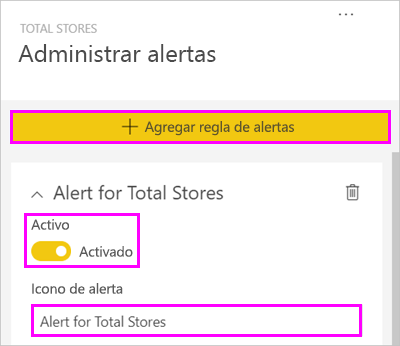 TOTAL STORES
Administrar alertas
Agregar regla de alertas
Alert for Total Stores
Activo
Activado
Icono de alerta
Alert for Total Stores